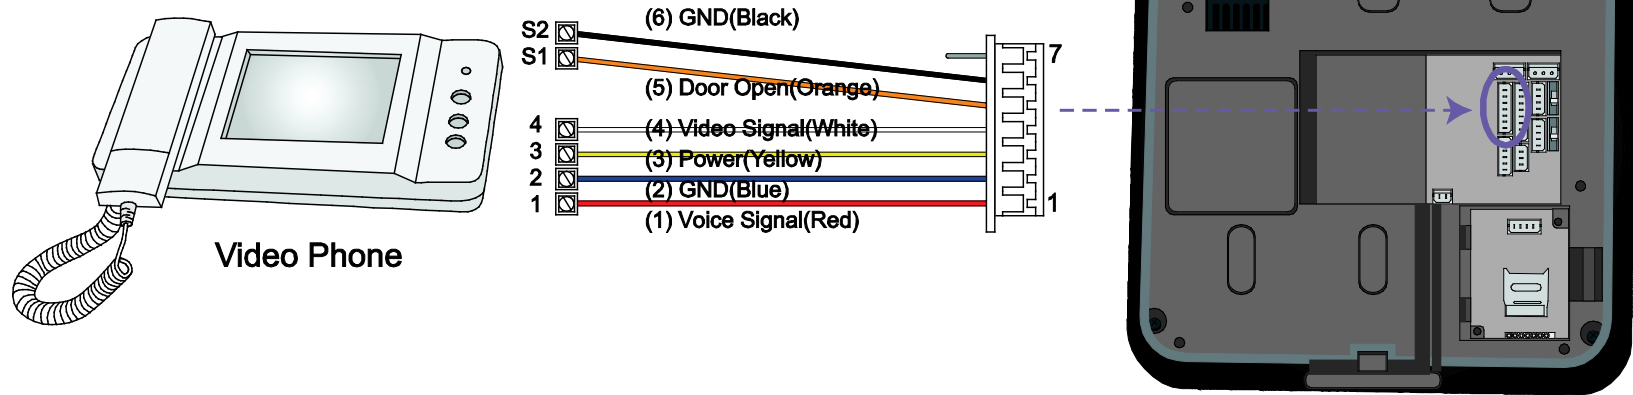 (6) GND(Black)
S2
S1
7
(5) Door Open(Orange)
4
(4) Video Signal(White)
3
(3) Power(Yellow)
2
(2) GND(Blue)
1
1
(1) Voice Signal(Red)
Video Phone